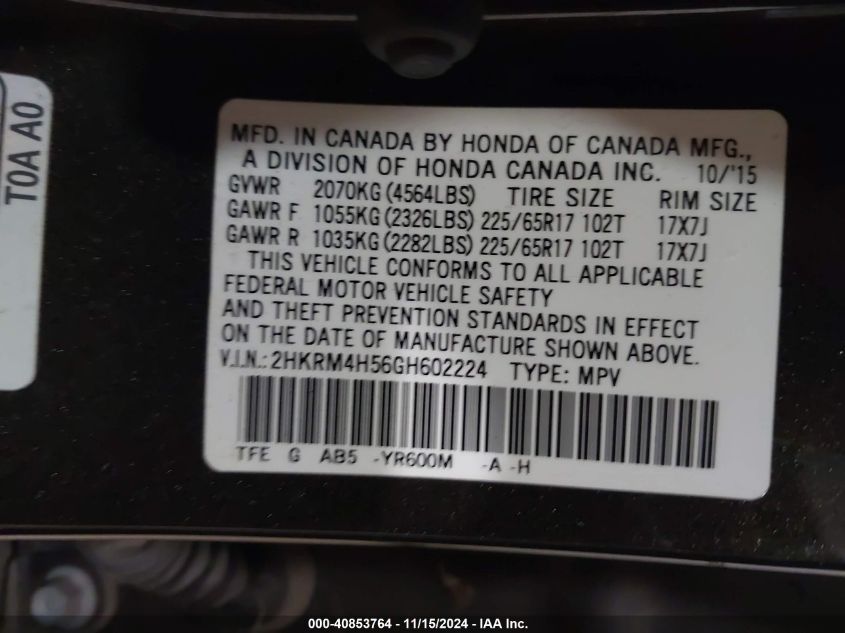 T0A A0
MFD. IN CANADA BY HONDA OF CANADA MFG.,
A DIVISION OF HONDA CANADA INC. 10/'15
GVWR 2070KG (4564LBS) TIRE SIZE RIM SIZE
GAWR F 1055KG (2326LBS) 225/65R17 102T 17X7J
GAWR R 1035KG (2282LBS) 225/65R17 102T 17X7J
THIS VEHICLE CONFORMS TO ALL APPLICABLE
FEDERAL MOTOR VEHICLE SAFETY
AND THEFT PREVENTION STANDARDS IN EFFECT
ON THE DATE OF MANUFACTURE SHOWN ABOVE.
V.I.N.: 2HKRM4H56GH602224 TYPE: MPV
TFE G AB5 -YR600M -A -H
000-40853764 - 11/15/2024 - IAA Inc.